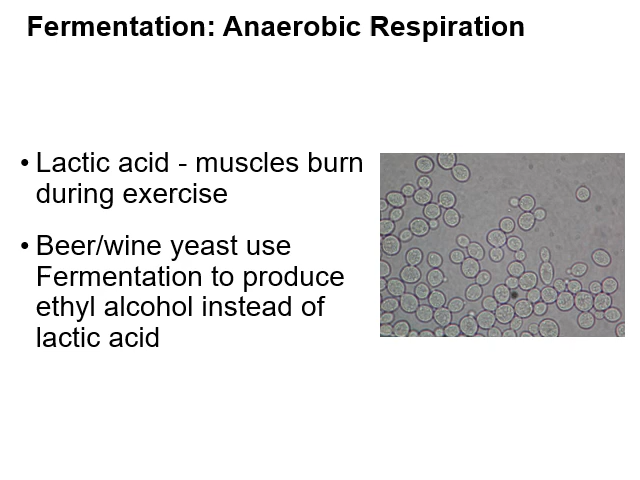 Fermentation: Anaerobic Respiration
• Lactic acid - muscles burn
during exercise
• Beer/wine yeast use
Fermentation to produce
ethyl alcohol instead of
lactic acid